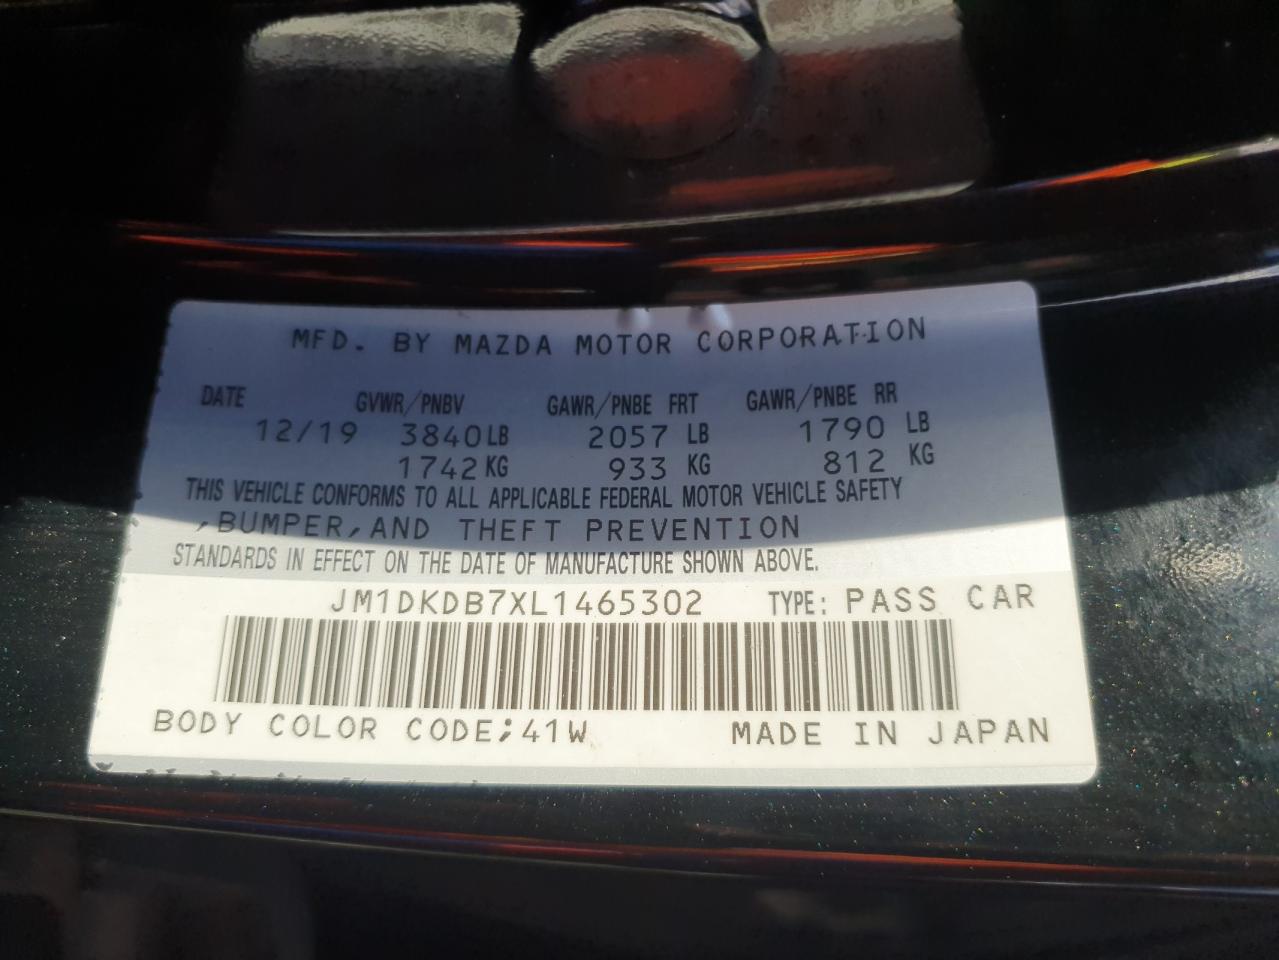 MFD. BY MAZDA MOTOR CORPORATION
DATE GVWR/PNBV GAWR/PNBE FRT GAWR/PNBE RR
12/19 3840LB 2057 LB 1790 LB
1742KG 933 KG 812 KG
THIS VEHICLE CONFORMS TO ALL APPLICABLE FEDERAL MOTOR VEHICLE SAFETY
,BUMPER,AND THEFT PREVENTION
STANDARDS IN EFFECT ON THE DATE OF MANUFACTURE SHOWN ABOVE.
JM1DKDB7XL1465302 TYPE: PASS CAR
BODY COLOR CODE;41W MADE IN JAPAN